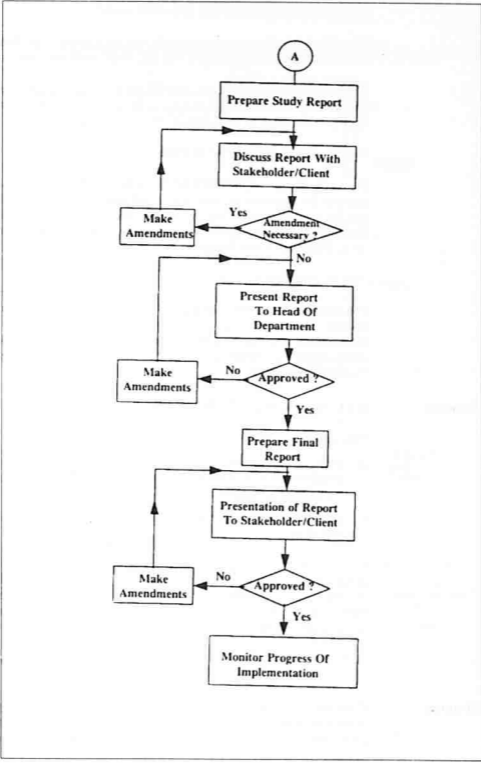 A
Prepare Study Report
Discuss Report With
Stakeholder/Client
Yes
Make
Amendments
Amendment
Necessary ?
No
Present Report
To Head Of
Department
No
Make
Amendments
Approved ?
Yes
Prepare Final
Report
Presentation of Report
To Stakeholder/Client
No
Make
Amendments
Approved ?
Yes
Monitor Progress Of
Implementation